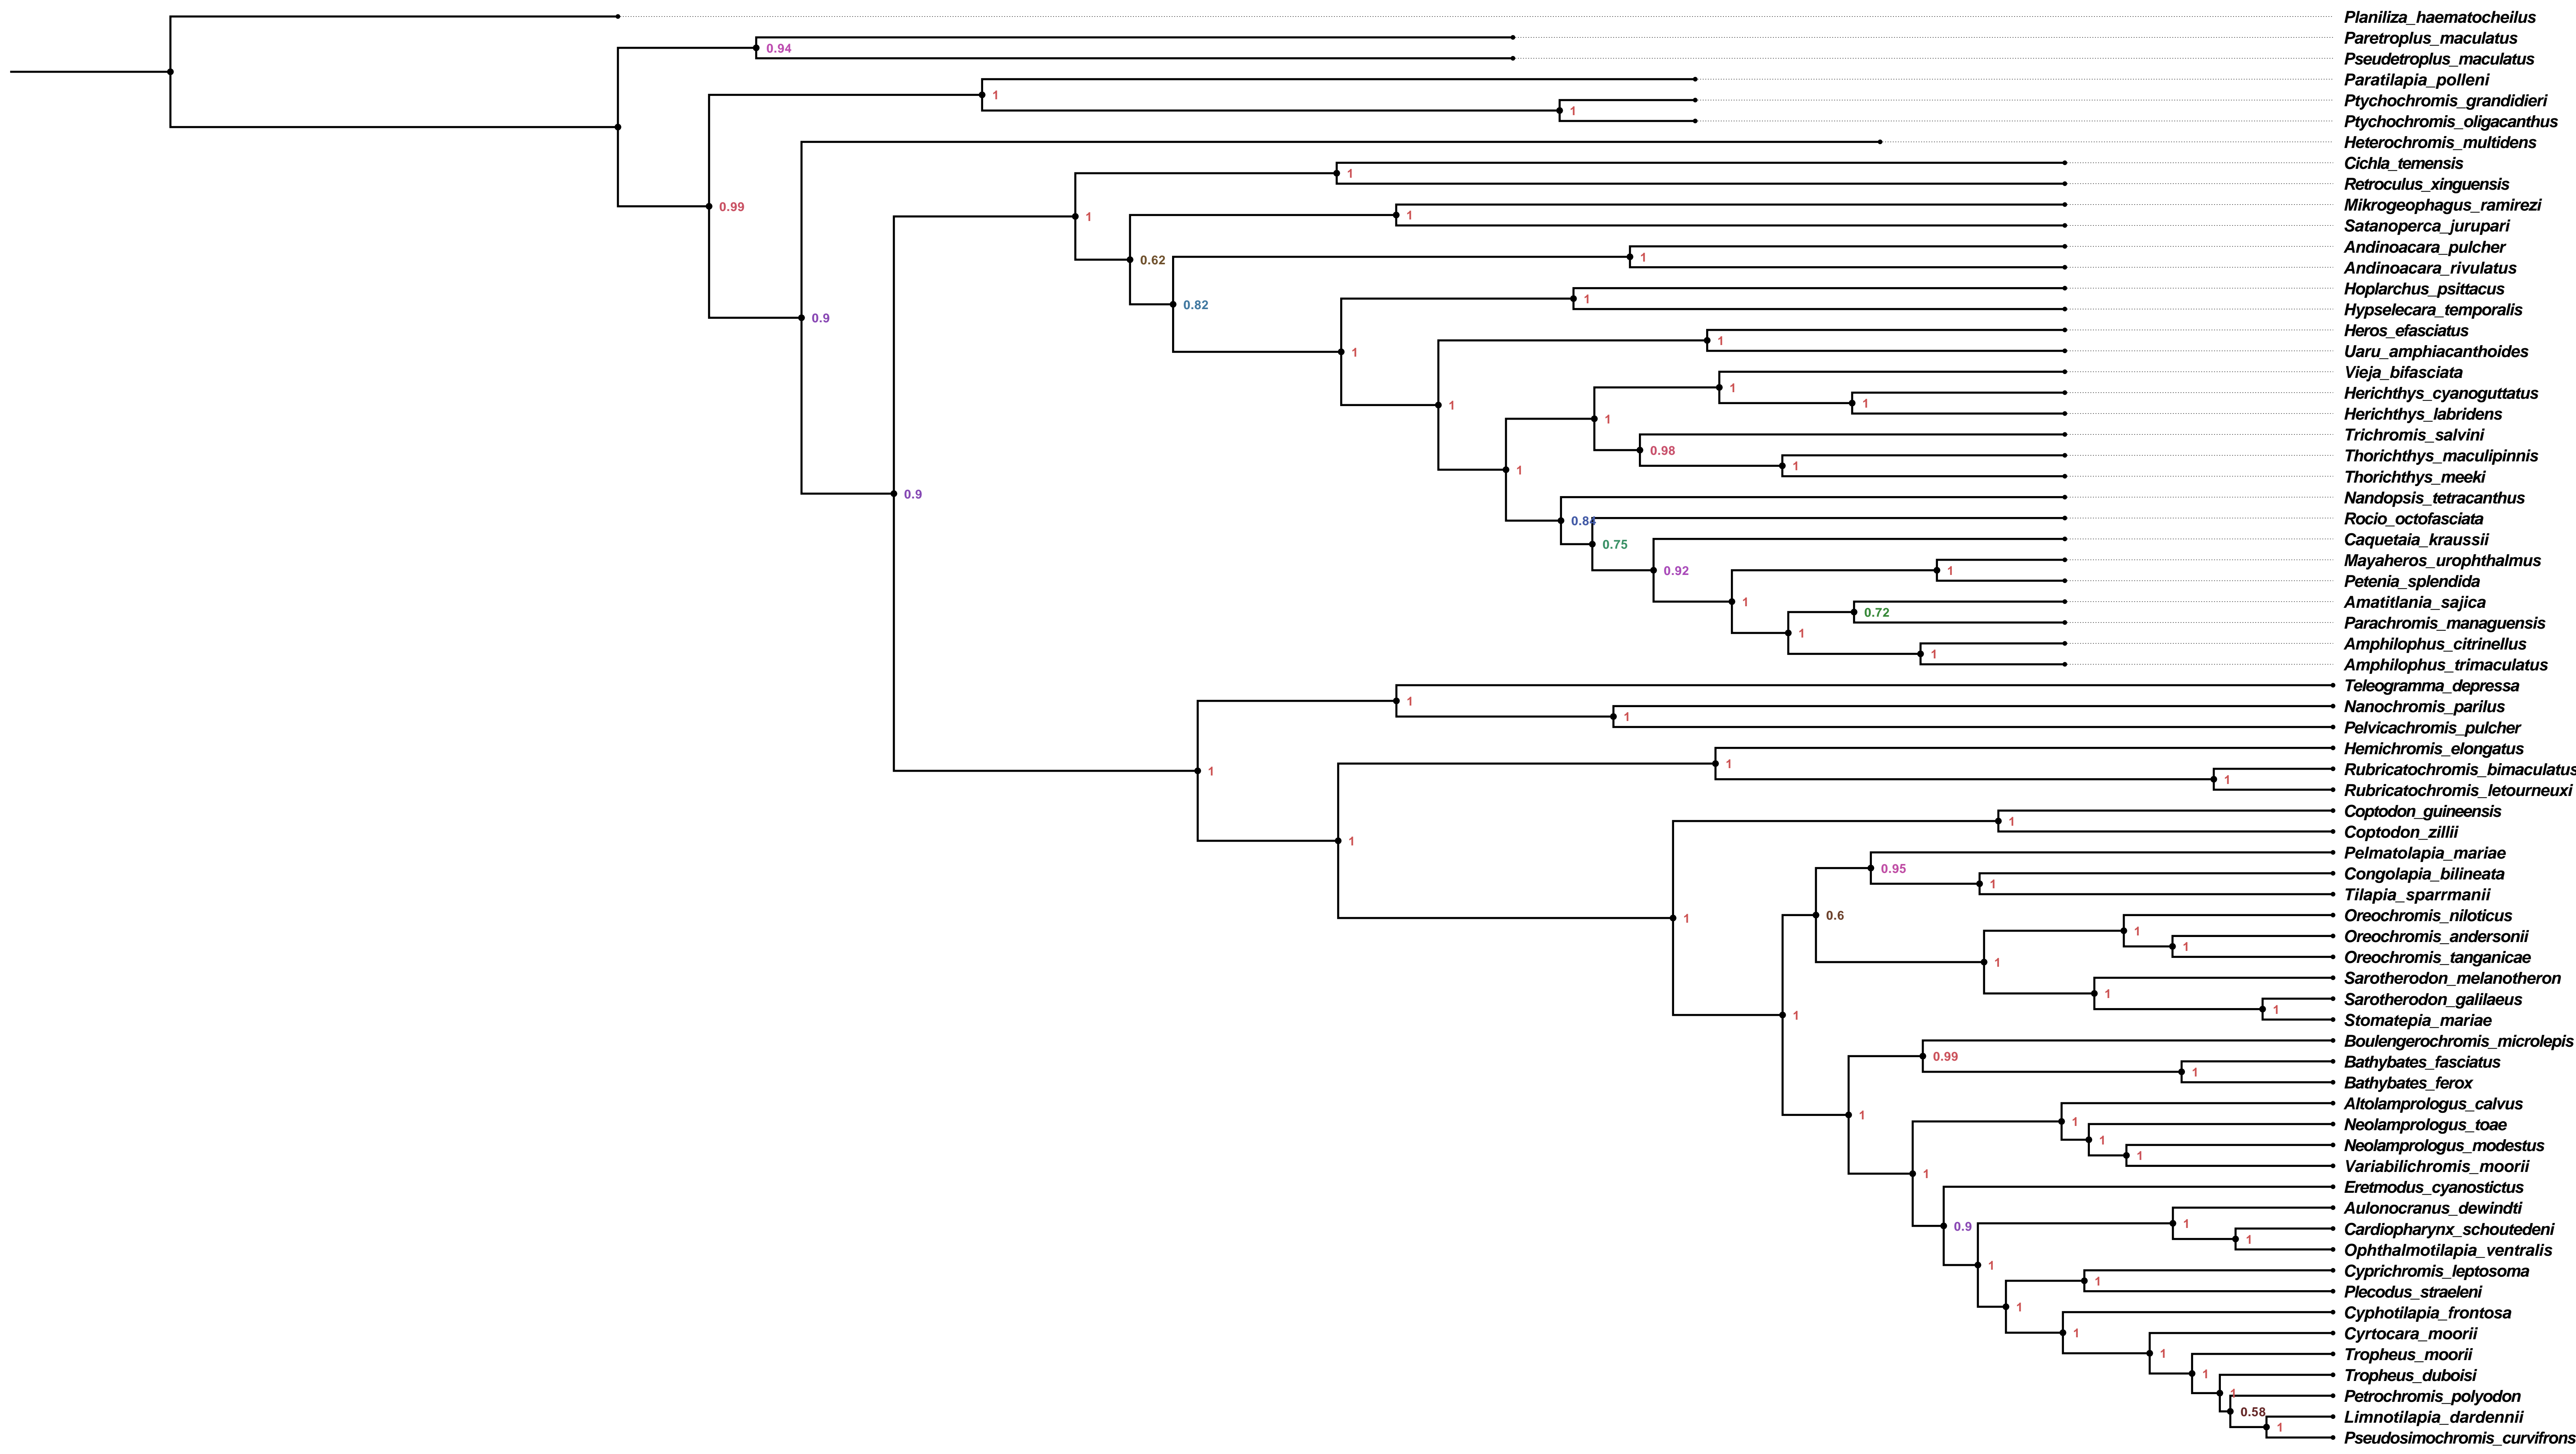 Planiliza_haematocheilus
Paretroplus_maculatus
0.94
Pseudetroplus_maculatus
Paratilapia_polleni
1
Ptychochromis_grandidieri
1
Ptychochromis_oligacanthus
Heterochromis_multidens
Cichla_temensis
1
Retroculus_xinguensis
Mikrogeophagus_ramirezi
0.99
1
1
Satanoperca_jurupari
Andinoacara_pulcher
0.62
1
Andinoacara_rivulatus
Hoplarchus_psittacus
1
0.82
Hypselecara_temporalis
0.9
Heros_efasciatus
1
Uaru_amphiacanthoides
1
Vieja_bifasciata
1
Herichthys_cyanoguttatus
1
1
Herichthys_labridens
1
Trichromis_salvini
0.98
Thorichthys_maculipinnis
1
1
Thorichthys_meeki
0.9
Nandopsis_tetracanthus
Rocio_octofasciata
Caquetaia_kraussii
0.75
Mayaheros_urophthalmus
0.92
1
Petenia_splendida
Amatitlania_sajica
1
0.72
Parachromis_managuensis
1
Amphilophus_citrinellus
1
Amphilophus_trimaculatus
Teleogramma_depressa
1
Nanochromis_parilus
1
Pelvicachromis_pulcher
Hemichromis_elongatus
1
Rubricatochromis_bimaculatus
1
1
Rubricatochromis_letourneuxi
Coptodon_guineensis
1
Coptodon_zillii
1
Pelmatolapia_mariae
0.95
Congolapia_bilineata
1
Tilapia_sparrmanii
Oreochromis_niloticus
0.6
1
1
Oreochromis_andersonii
1
Oreochromis_tanganicae
1
Sarotherodon_melanotheron
1
Sarotherodon_galilaeus
1
1
Stomatepia_mariae
Boulengerochromis_microlepis
0.99
Bathybates_fasciatus
1
Bathybates_ferox
Altolamprologus_calvus
1
1
Neolamprologus_toae
1
Neolamprologus_modestus
1
Variabilichromis_moorii
1
Eretmodus_cyanostictus
Aulonocranus_dewindti
1
0.9
Cardiopharynx_schoutedeni
1
Ophthalmotilapia_ventralis
1
Cyprichromis_leptosoma
1
Plecodus_straeleni
1
Cyphotilapia_frontosa
1
Cyrtocara_moorii
1
Tropheus_moorii
1
Tropheus_duboisi
1
Petrochromis_polyodon
0.58
Limnotilapia_dardennii
1
Pseudosimochromis_curvifrons